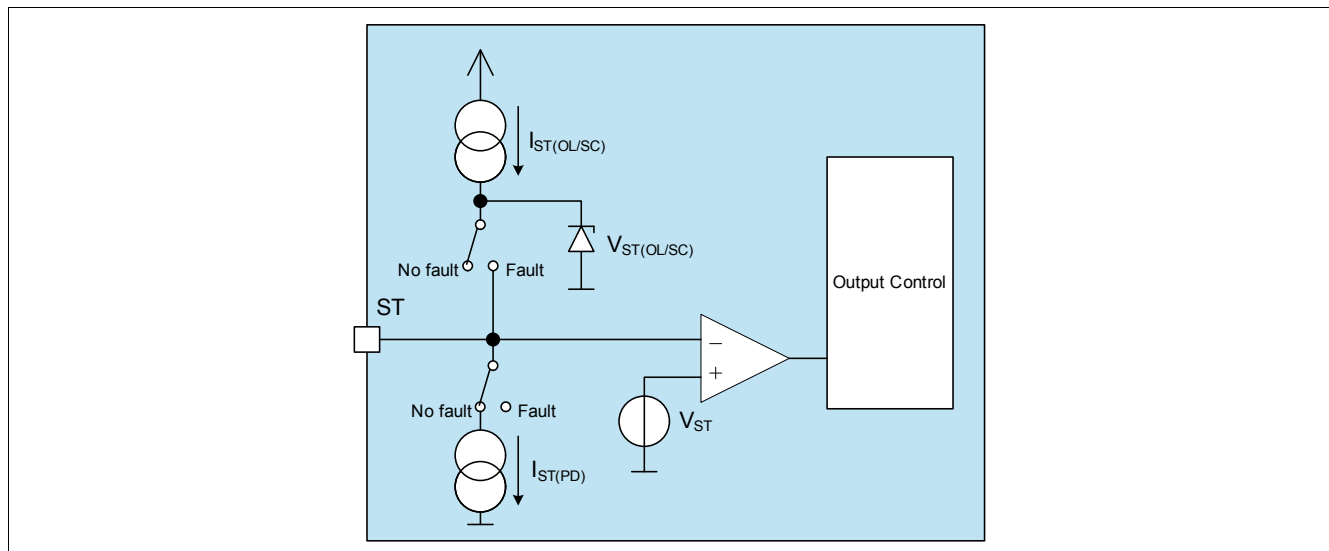 I_ST(OL/SC)
V_ST(OL/SC)
No fault
Fault
Output Control
ST
−
+
No fault
Fault
V_ST
I_ST(PD)